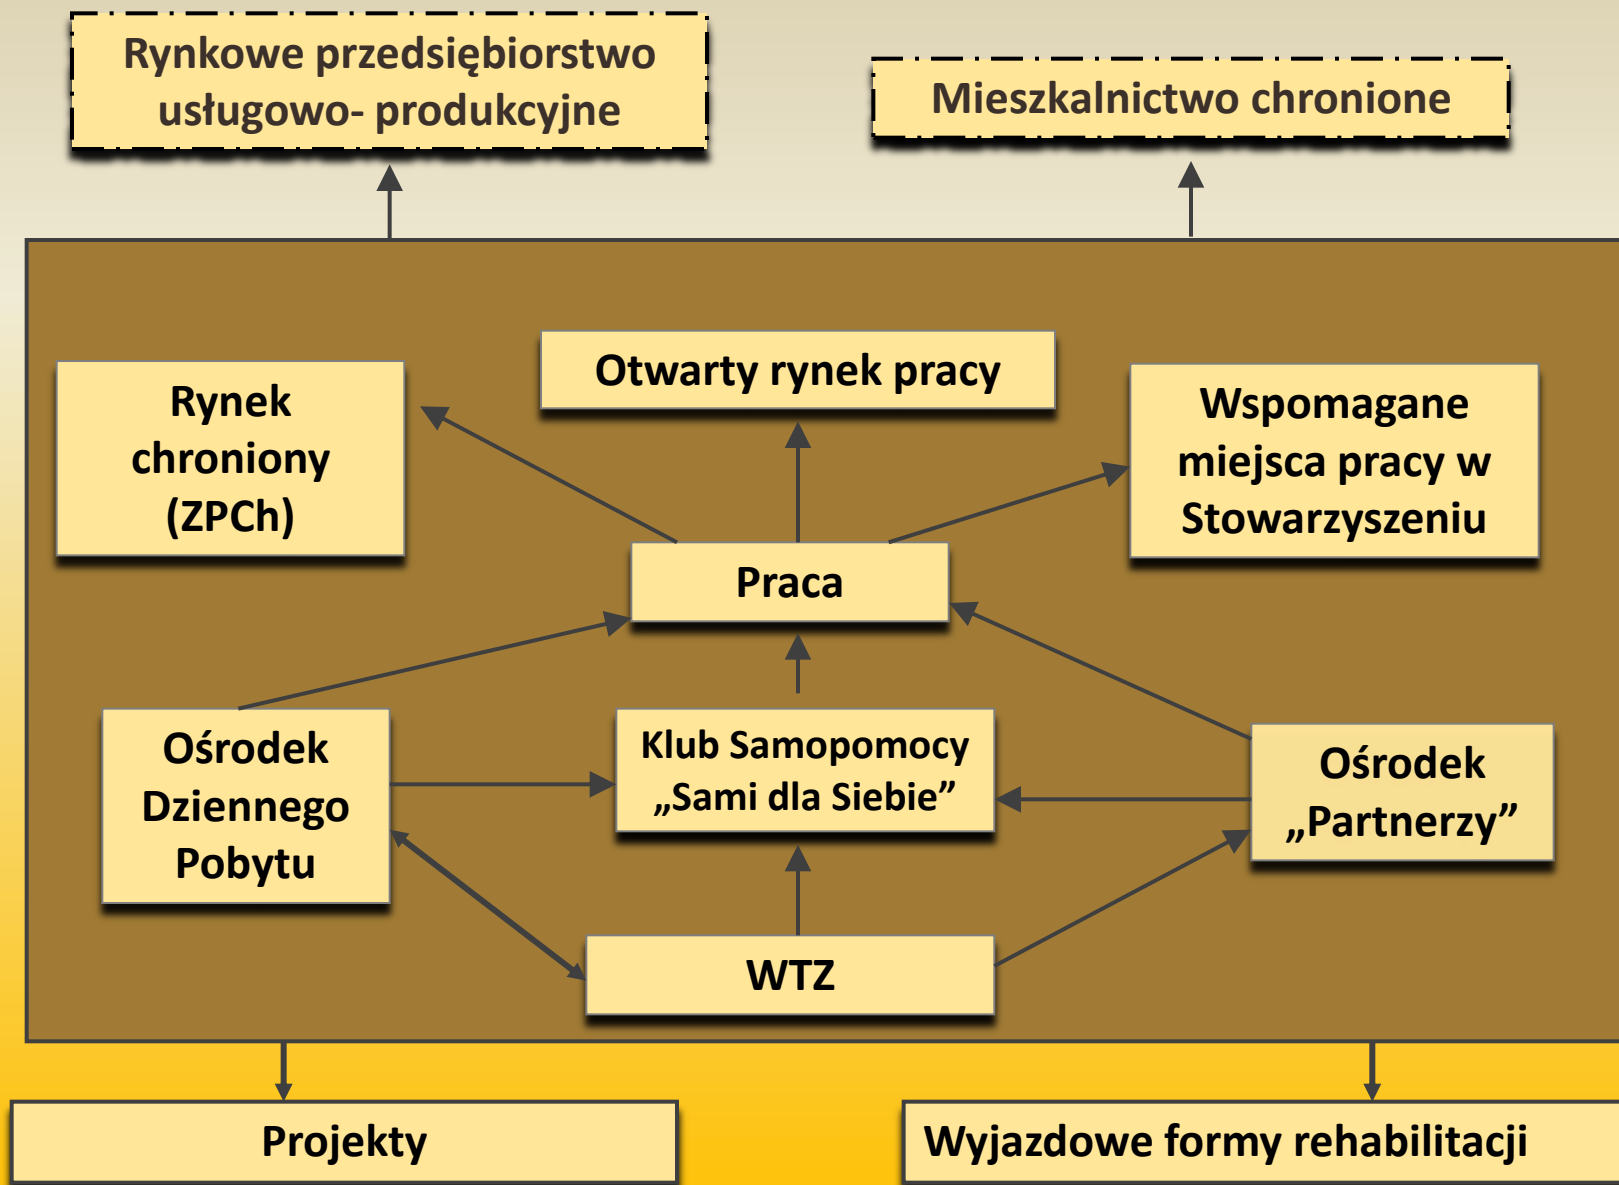 Rynkowe przedsiębiorstwo
usługowo- produkcyjne
Mieszkalnictwo chronione
Otwarty rynek pracy
Rynek
chroniony
(ZPCh)
Wspomagane
miejsca pracy w
Stowarzyszeniu
Praca
Ośrodek
Dziennego
Pobytu
Klub Samopomocy
„Sami dla Siebie”
Ośrodek
„Partnerzy”
WTZ
Projekty
Wyjazdowe formy rehabilitacji